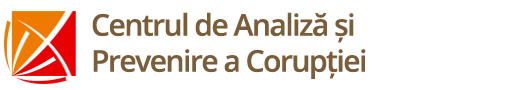 Centrul de Analiză și
Prevenire a Corupției